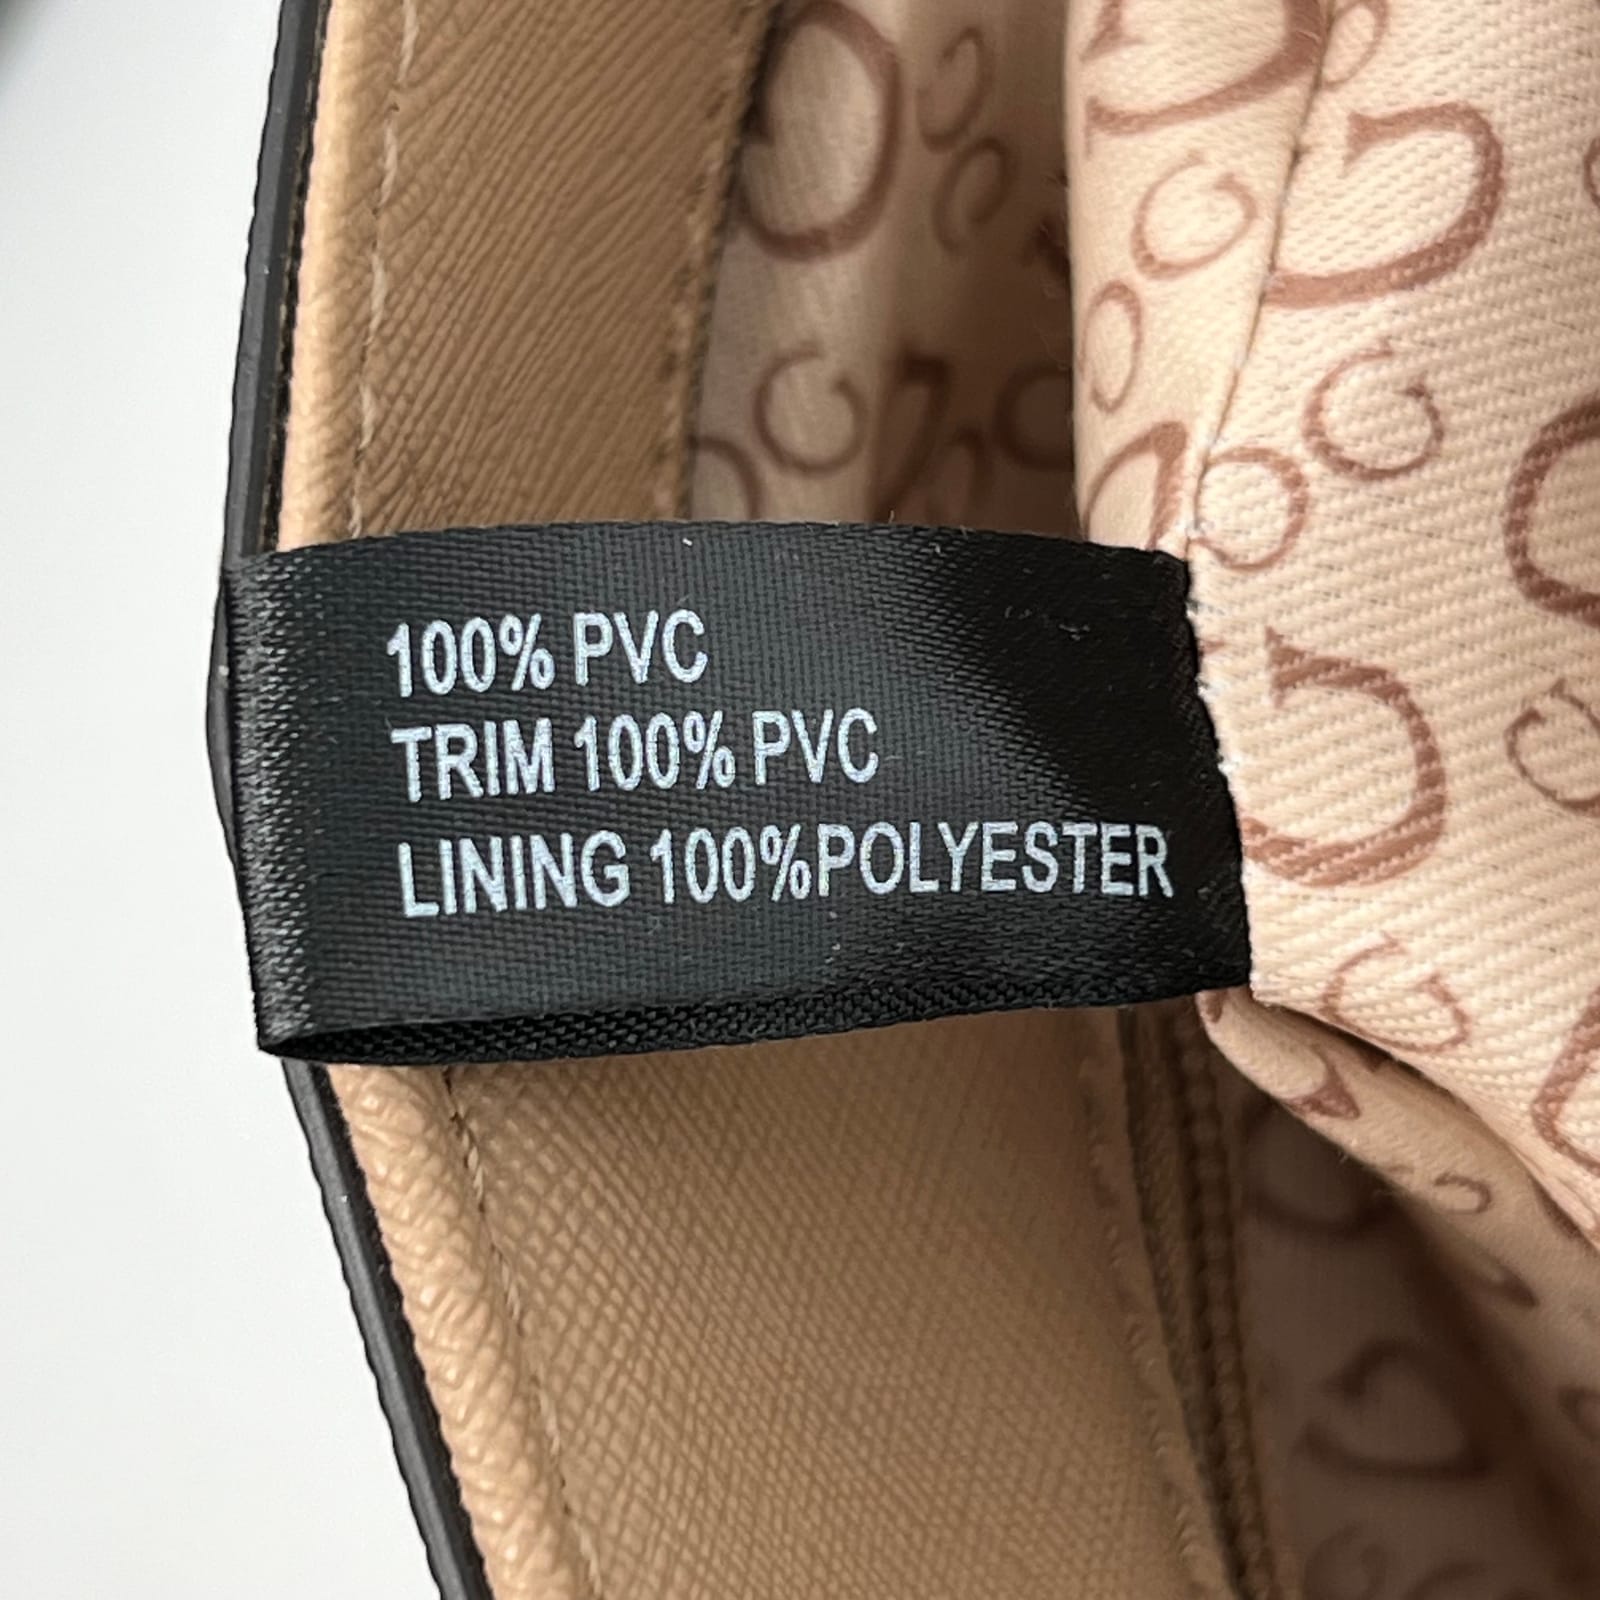 100% PVC
TRIM 100% PVC
LINING 100%POLYESTER